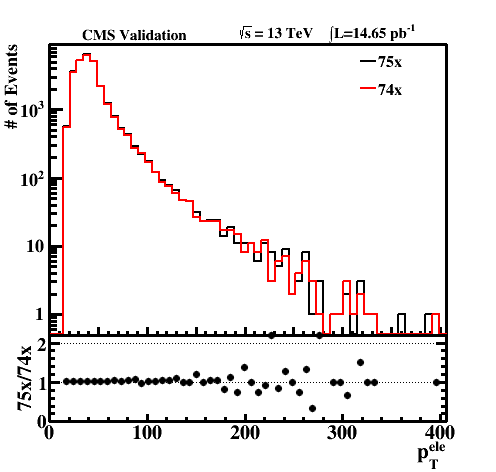 CMS Validation √s = 13 TeV ∫L=14.65 pb⁻¹
# of Events
75x
74x
10³
10²
10
1
75x/74x
2
1
0
0 100 200 300 400
p_T^ele